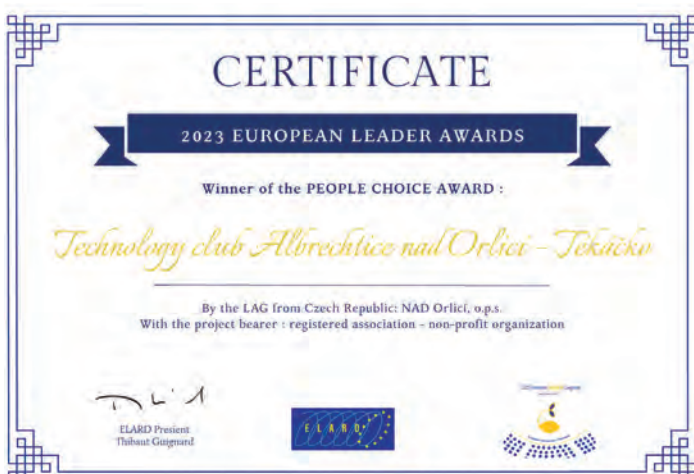 CERTIFICATE
2023 EUROPEAN LEADER AWARDS
Winner of the PEOPLE CHOICE AWARD :
Technology club Albrechtice nad Orlicí – Tekáčko
By the LAG from Czech Republic: NAD Orlicí, o.p.s.
With the project bearer : registered association - non-profit organization
ELARD Presient
Thibaut Guignard
ELARD